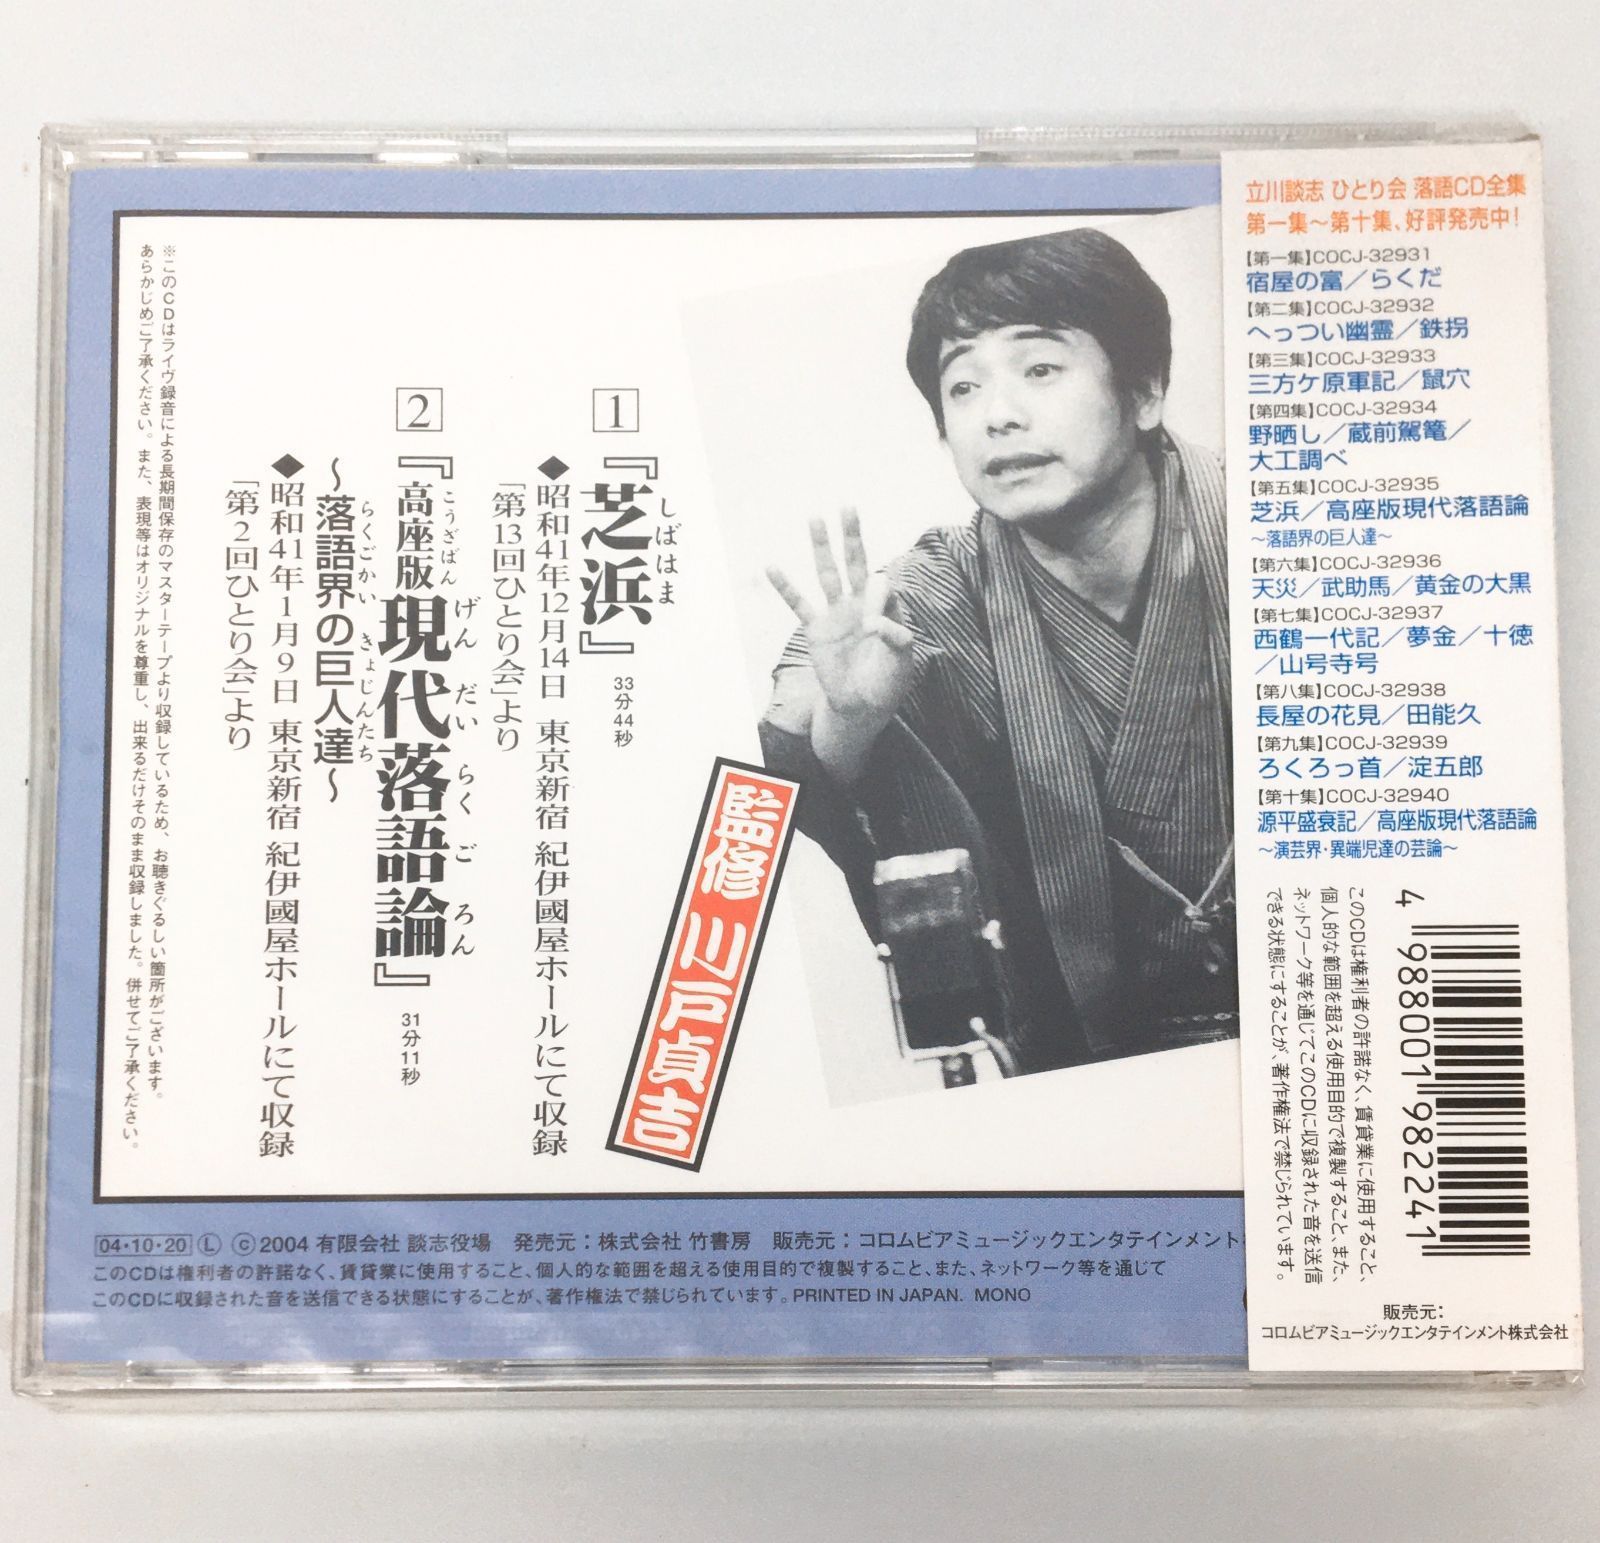 1
『芝浜』
しばはま
33分44秒
◆昭和41年12月14日 東京新宿 紀伊國屋ホールにて収録
「第13回ひとり会」より
2
『高座版現代落語論』
こうざばん げんだいらくごろん
31分11秒
～落語界の巨人達～
らくごかい きょじんたち
◆昭和41年1月9日 東京新宿 紀伊國屋ホールにて収録
「第2回ひとり会」より
※このCDはライヴ録音による長期間保存のマスターテープより収録しているため、お聴きぐるしい箇所がございます。
あらかじめご了承ください。また、表現等はオリジナルを尊重し、出来るだけそのまま収録しました。併せてご了承ください。
監修 川戸貞吉
04・10・20 Ⓛ ⓒ2004 有限会社 談志役場 発売元：株式会社 竹書房 販売元：コロムビアミュージックエンタテインメント
このCDは権利者の許諾なく、賃貸業に使用すること、個人的な範囲を超える使用目的で複製すること、また、ネットワーク等を通じて
このCDに収録された音を送信できる状態にすることが、著作権法で禁じられています。PRINTED IN JAPAN. MONO
立川談志 ひとり会 落語CD全集
第一集～第十集、好評発売中！
【第一集】COCJ-32931
宿屋の富／らくだ
【第二集】COCJ-32932
へっつい幽霊／鉄拐
【第三集】COCJ-32933
三方ケ原軍記／鼠穴
【第四集】COCJ-32934
野晒し／蔵前駕篭／
大工調べ
【第五集】COCJ-32935
芝浜／高座版現代落語論
～落語界の巨人達～
【第六集】COCJ-32936
天災／武助馬／黄金の大黒
【第七集】COCJ-32937
西鶴一代記／夢金／十徳
／山号寺号
【第八集】COCJ-32938
長屋の花見／田能久
【第九集】COCJ-32939
ろくろっ首／淀五郎
【第十集】COCJ-32940
源平盛衰記／高座版現代落語論
～演芸界・異端児達の芸論～
4 988001 982241
このCDは権利者の許諾なく、賃貸業に使用すること、
個人的な範囲を超える使用目的で複製すること、また、
ネットワーク等を通じてこのCDに収録された音を送信
できる状態にすることが、著作権法で禁じられています。
販売元：
コロムビアミュージックエンタテインメント株式会社